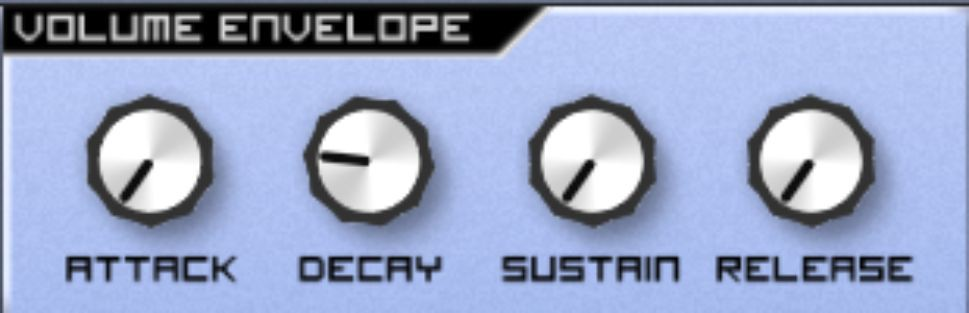 VOLUME ENVELOPE
ATTACK
DECAY
SUSTAIN
RELEASE